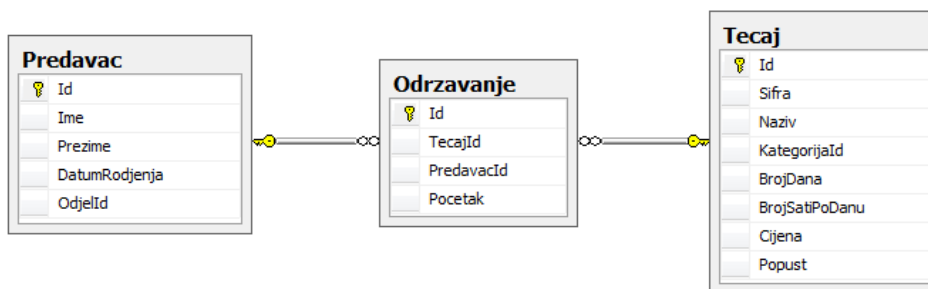 Predavac
Id
Ime
Prezime
DatumRodjenja
OdjelId
Odrzavanje
Id
TecajId
PredavacId
Pocetak
Tecaj
Id
Sifra
Naziv
KategorijaId
BrojDana
BrojSatiPoDanu
Cijena
Popust